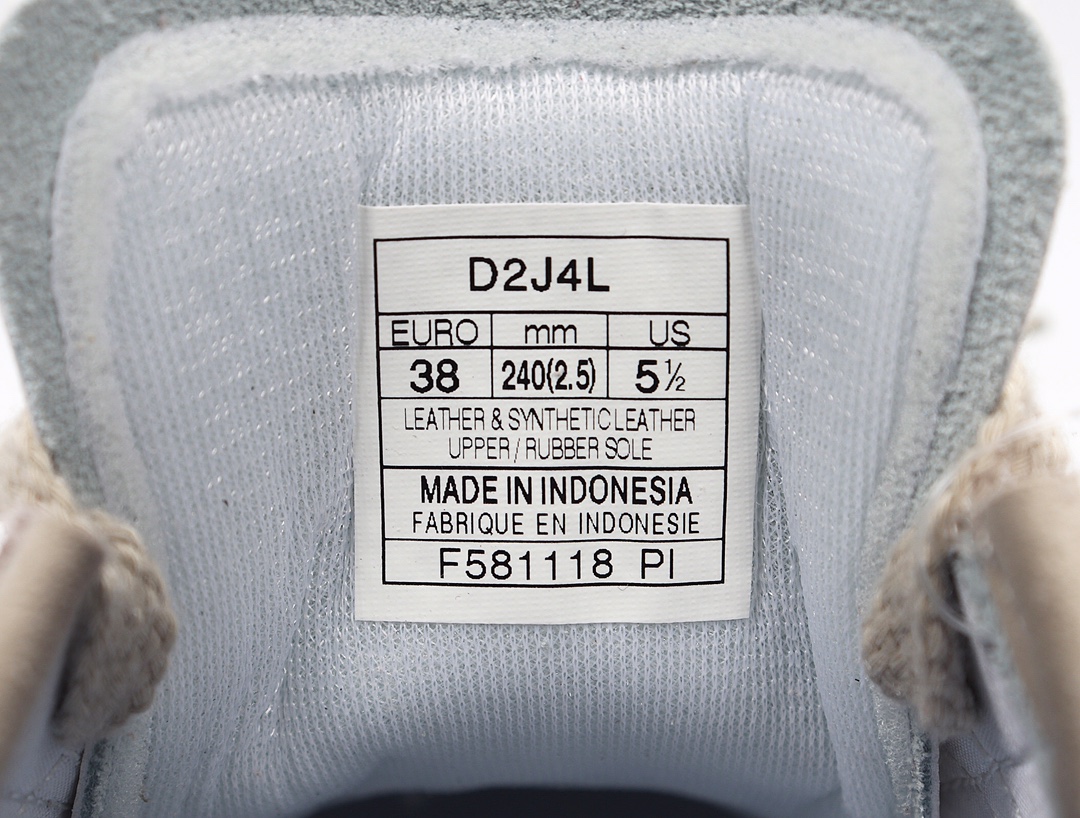 D2J4L
EURO mm US
38 240(2.5) 5½
LEATHER & SYNTHETIC LEATHER
UPPER / RUBBER SOLE
MADE IN INDONESIA
FABRIQUE EN INDONESIE
F581118 PI